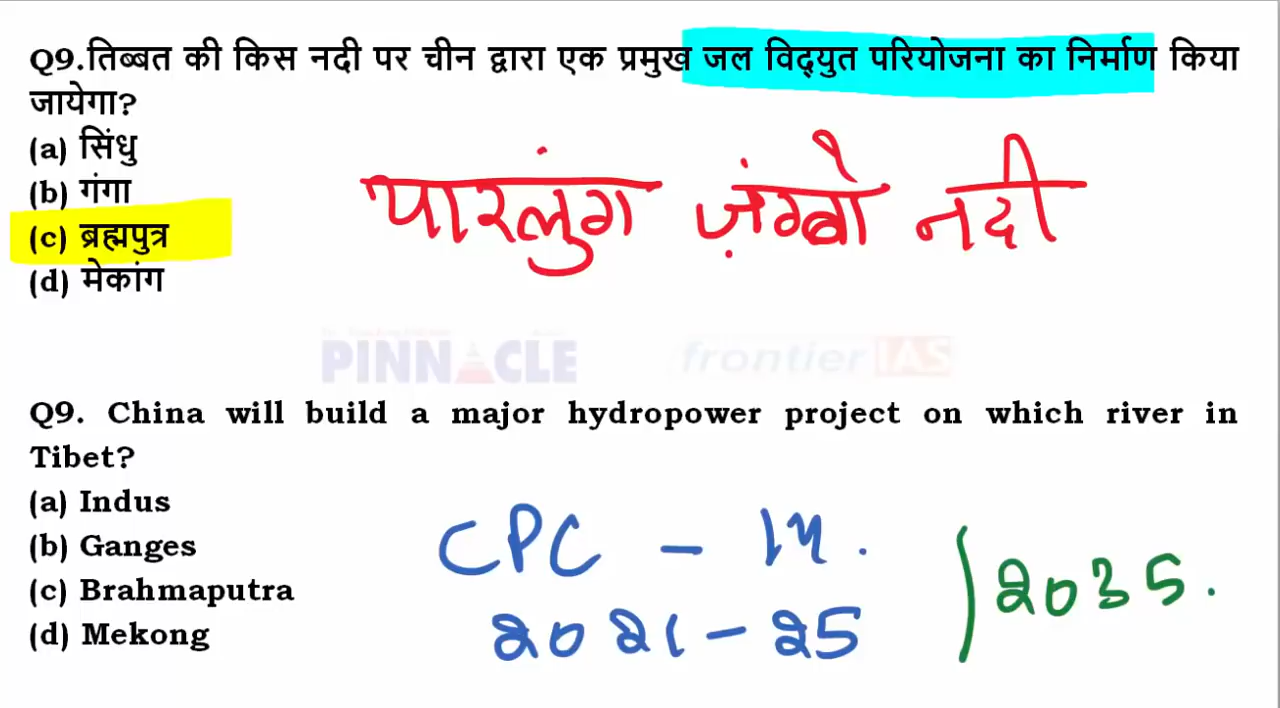 Q9.तिब्बत की किस नदी पर चीन द्वारा एक प्रमुख जल विद्युत परियोजना का निर्माण किया
जायेगा?
(a) सिंधु
(b) गंगा
(c) ब्रह्मपुत्र
(d) मेकांग
पारलुंग ज़ंग्बो नदी
PINNACLE frontier IAS
Q9. China will build a major hydropower project on which river in
Tibet?
(a) Indus
(b) Ganges
(c) Brahmaputra
(d) Mekong
CPC - 14.
2021-25
2035.